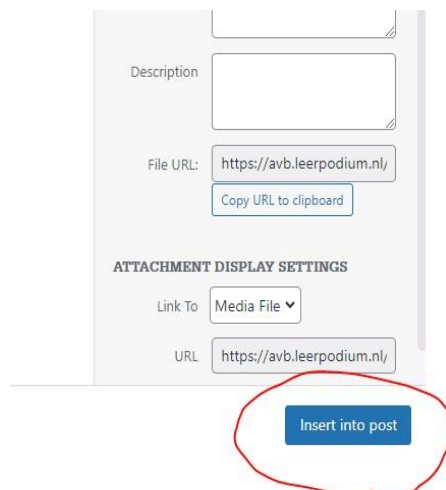 Description
File URL: https://avb.leerpodium.nl/
Copy URL to clipboard
ATTACHMENT DISPLAY SETTINGS
Link To Media File
URL https://avb.leerpodium.nl/
Insert into post